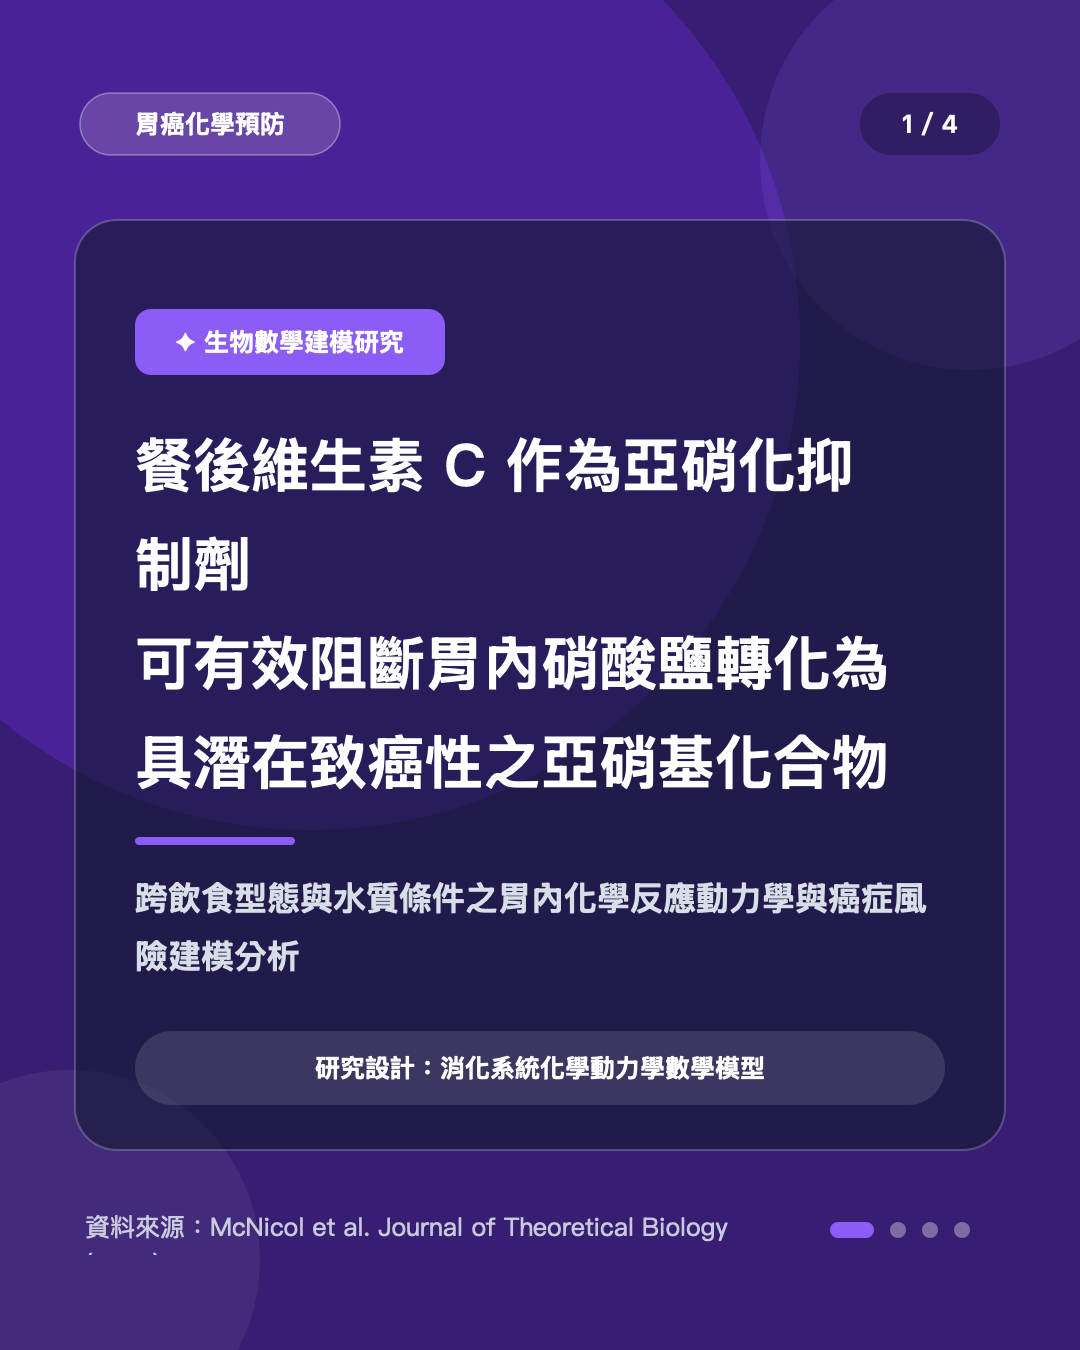 胃癌化學預防
1 / 4
✦ 生物數學建模研究
餐後維生素 C 作為亞硝化抑
制劑
可有效阻斷胃內硝酸鹽轉化為
具潛在致癌性之亞硝基化合物
跨飲食型態與水質條件之胃內化學反應動力學與癌症風
險建模分析
研究設計：消化系統化學動力學數學模型
資料來源：McNicol et al. Journal of Theoretical Biology